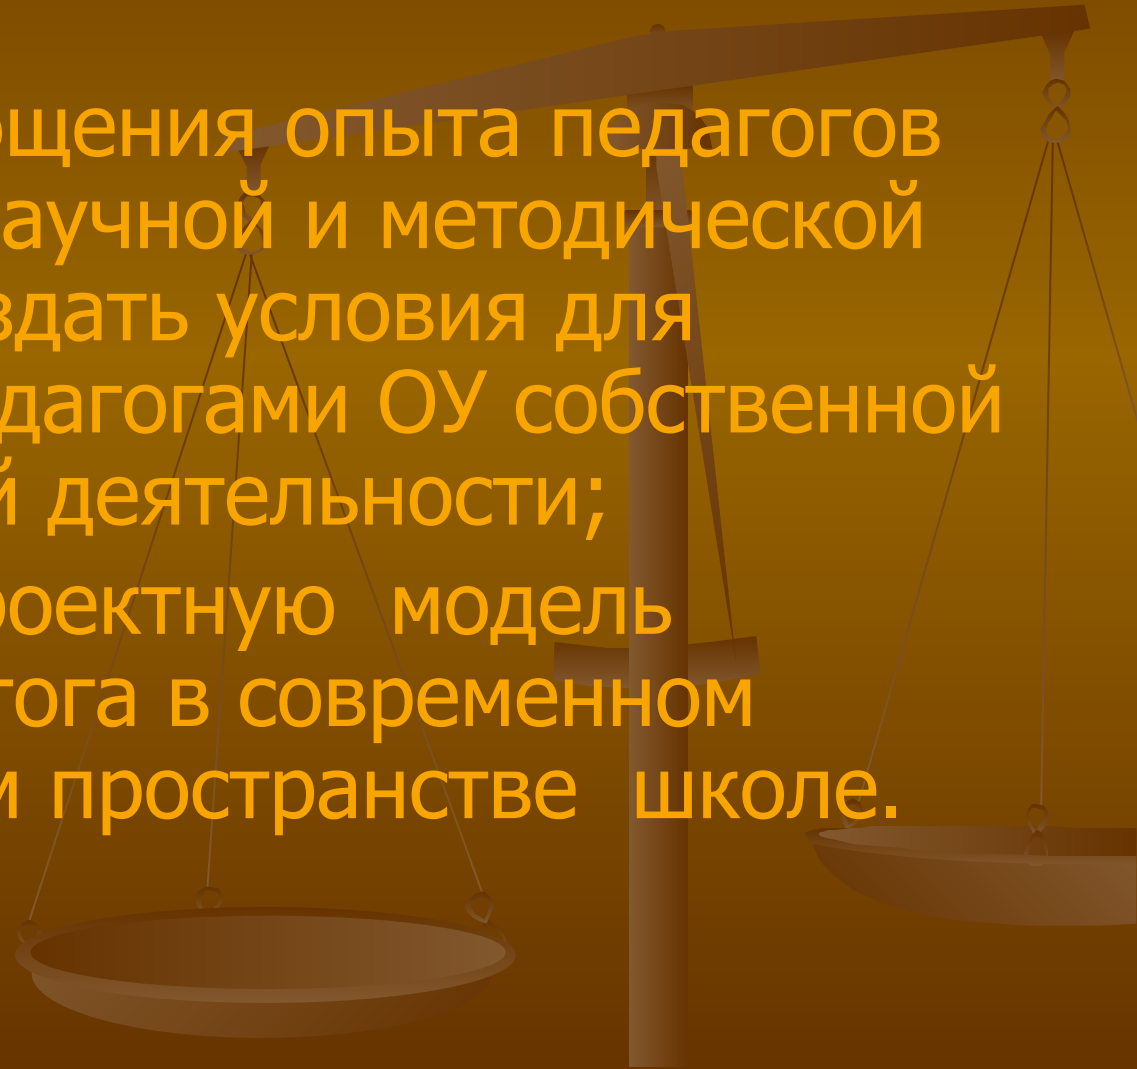 ощения опыта педагогов
аучной и методической
здать условия для
дагогами ОУ собственной
й деятельности;
роектную модель
гога в современном
м пространстве школе.